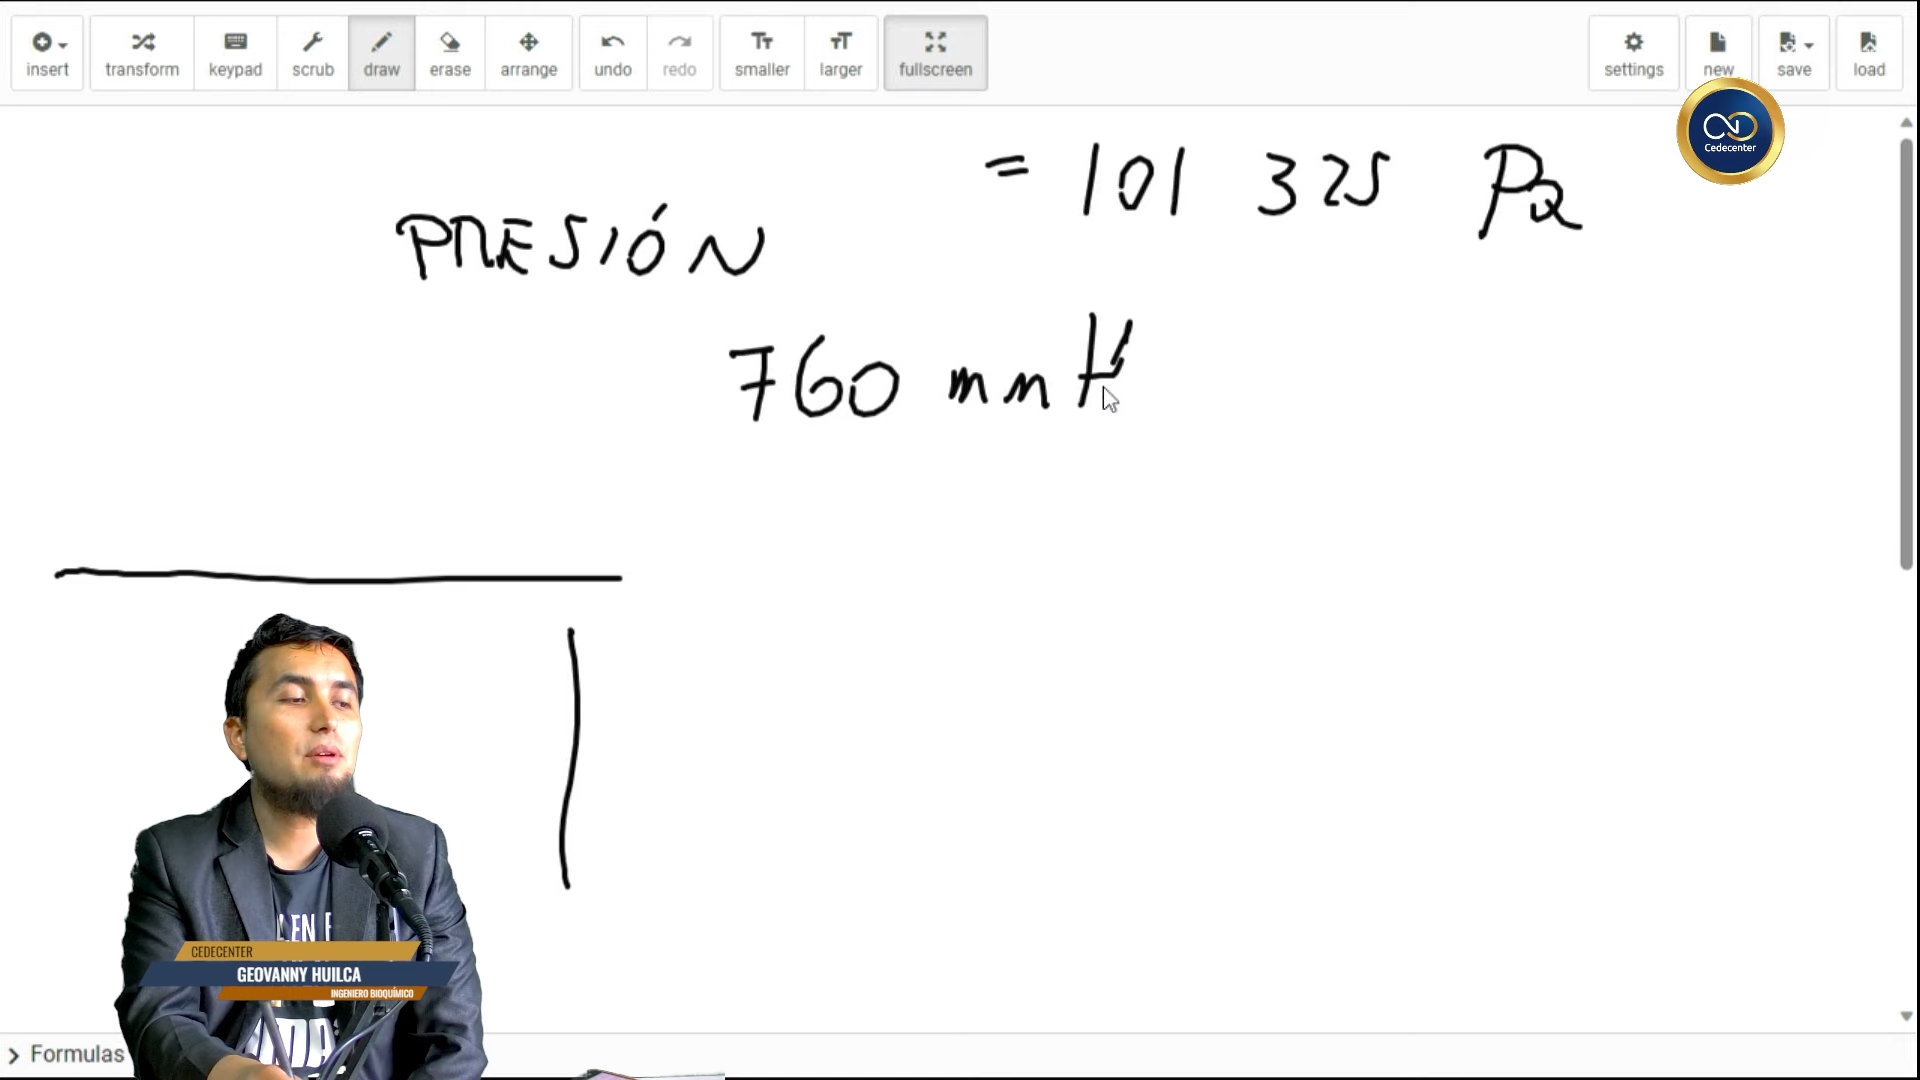 insert transform keypad scrub draw erase arrange undo redo smaller larger fullscreen settings new save load
Cedecenter
= 101 325 Pa
PRESIÓN
760 mm H
CEDECENTER
GEOVANNY HUILCA
INGENIERO BIOQUÍMICO
Formulas